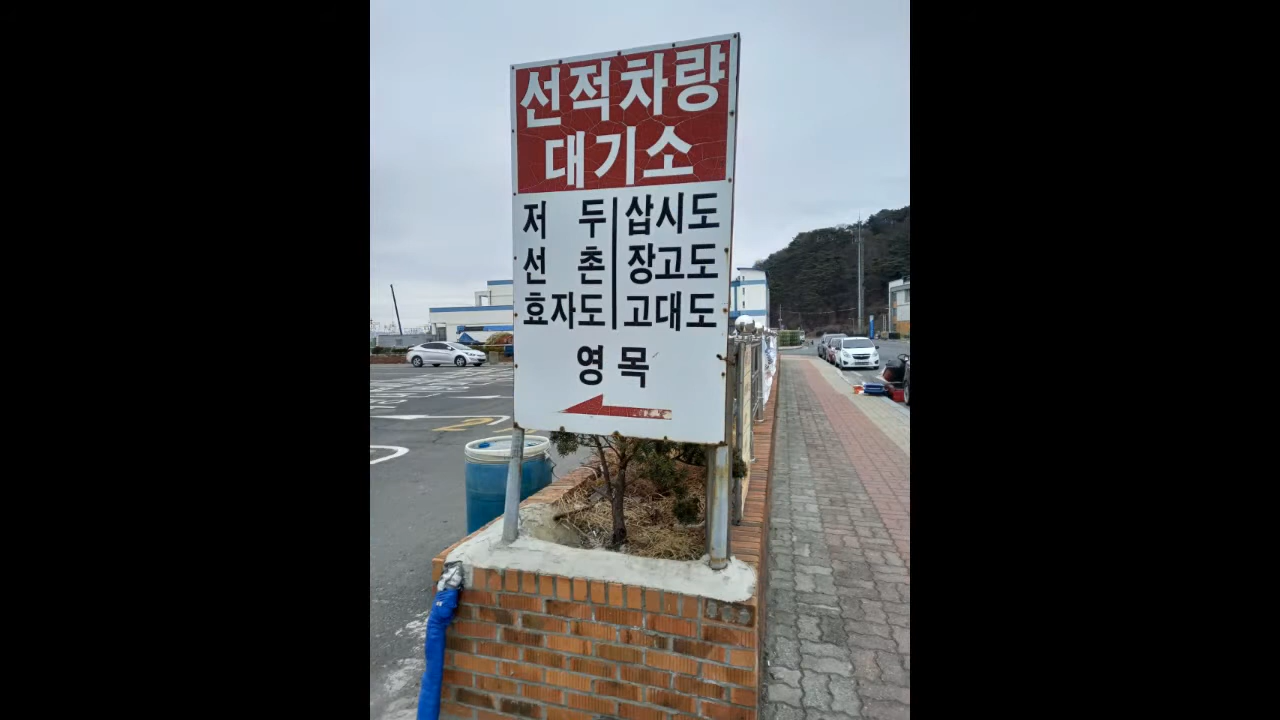 선적차량
대기소
저 두 삽시도
선 촌 장고도
효자도 고대도
영목